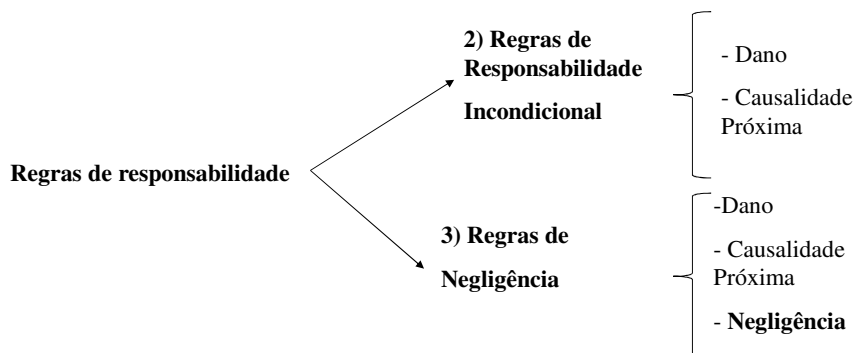 2) Regras de
Responsabilidade
Incondicional
- Dano
- Causalidade
Próxima
Regras de responsabilidade
3) Regras de
Negligência
-Dano
- Causalidade
Próxima
- Negligência